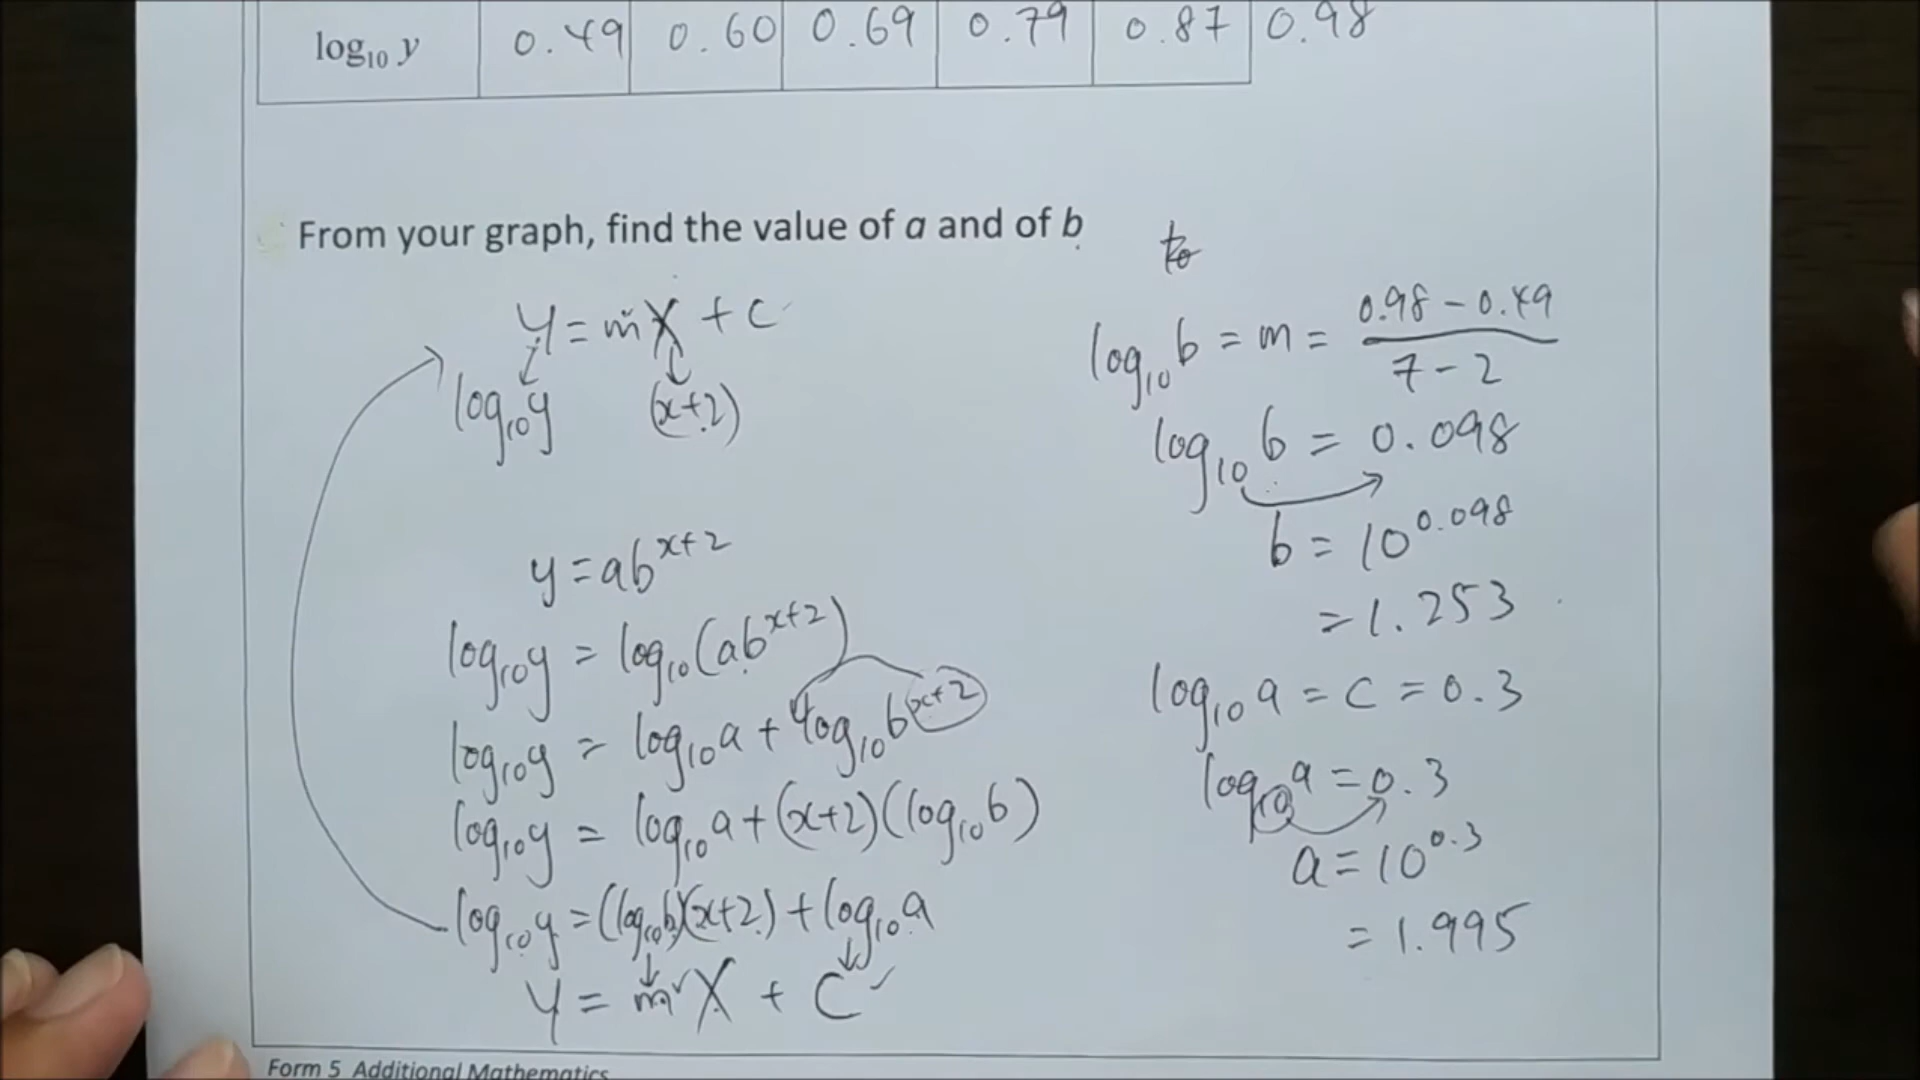 log₁₀ y 0.49 0.60 0.69 0.79 0.87 0.98
From your graph, find the value of a and of b
Y = mX + C
log₁₀y (x+2)
y = ab^(x+2)
log₁₀y = log₁₀(ab^(x+2))
log₁₀y = log₁₀a + log₁₀b^(x+2)
log₁₀y = log₁₀a + (x+2)(log₁₀b)
log₁₀y = (log₁₀b)(x+2) + log₁₀a
Y = mX + C
to
log₁₀b = m = (0.98 - 0.49)/(7 - 2)
log₁₀b = 0.098
b = 10^0.098
= 1.253
log₁₀a = C = 0.3
log₁₀a = 0.3
a = 10^0.3
= 1.995
Form 5 Additional Mathematics